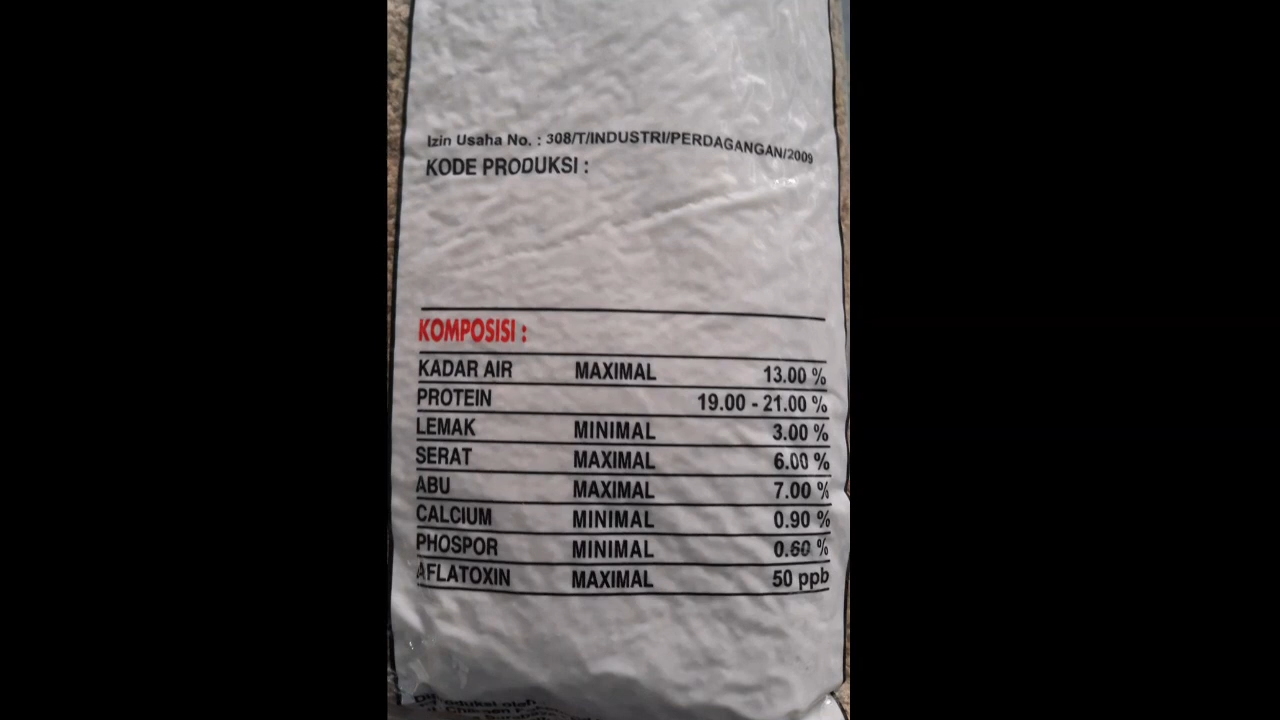 Izin Usaha No. : 308/T/INDUSTRI/PERDAGANGAN/2009
KODE PRODUKSI :
KOMPOSISI :
KADAR AIR MAXIMAL 13.00 %
PROTEIN 19.00 - 21.00 %
LEMAK MINIMAL 3.00 %
SERAT MAXIMAL 6.00 %
ABU MAXIMAL 7.00 %
CALCIUM MINIMAL 0.90 %
PHOSPOR MINIMAL 0.60 %
AFLATOXIN MAXIMAL 50 ppb
oleh